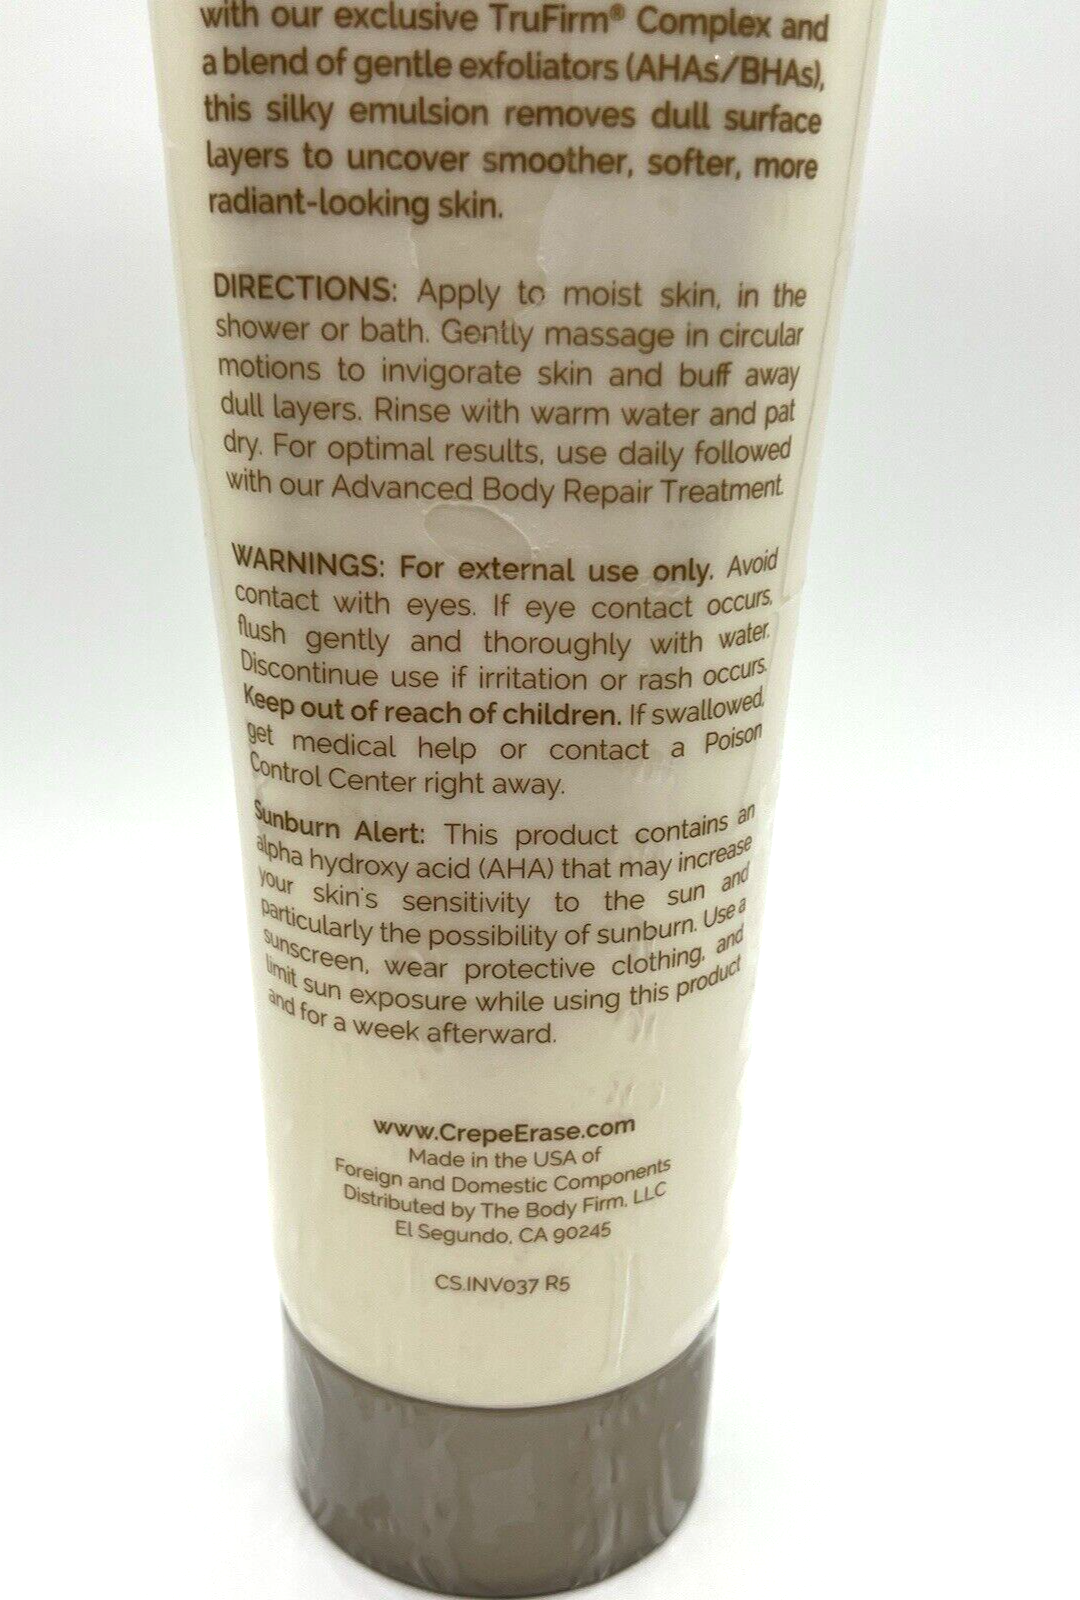 with our exclusive TruFirm® Complex and
a blend of gentle exfoliators (AHAs/BHAs),
this silky emulsion removes dull surface
layers to uncover smoother, softer, more
radiant-looking skin.
DIRECTIONS: Apply to moist skin, in the
shower or bath. Gently massage in circular
motions to invigorate skin and buff away
dull layers. Rinse with warm water and pat
dry. For optimal results, use daily followed
with our Advanced Body Repair Treatment.
WARNINGS: For external use only. Avoid
contact with eyes. If eye contact occurs,
flush gently and thoroughly with water.
Discontinue use if irritation or rash occurs.
Keep out of reach of children. If swallowed,
get medical help or contact a Poison
Control Center right away.
Sunburn Alert: This product contains an
alpha hydroxy acid (AHA) that may increase
your skin's sensitivity to the sun and
particularly the possibility of sunburn. Use a
sunscreen, wear protective clothing, and
limit sun exposure while using this product
and for a week afterward.
www.CrepeErase.com
Made in the USA of
Foreign and Domestic Components
Distributed by The Body Firm, LLC
El Segundo, CA 90245
CS.INV037 R5